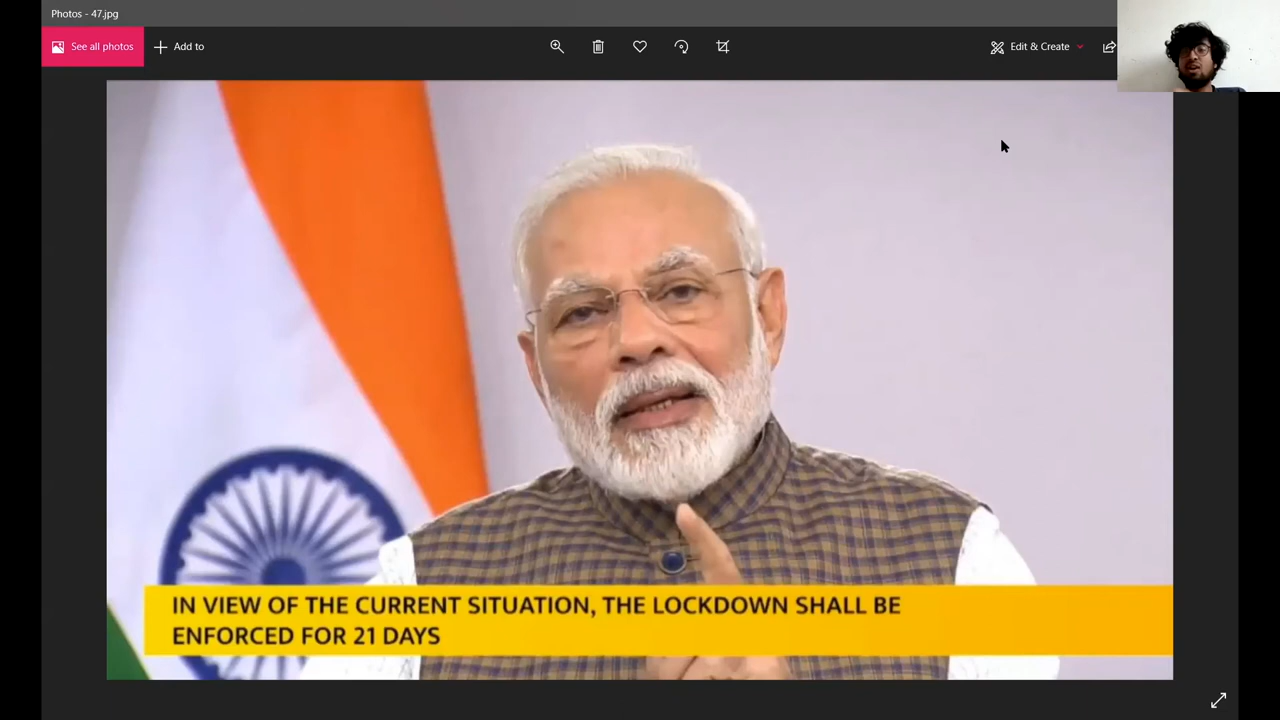 Photos - 47.jpg
See all photos
Add to
Edit & Create
IN VIEW OF THE CURRENT SITUATION, THE LOCKDOWN SHALL BE
ENFORCED FOR 21 DAYS